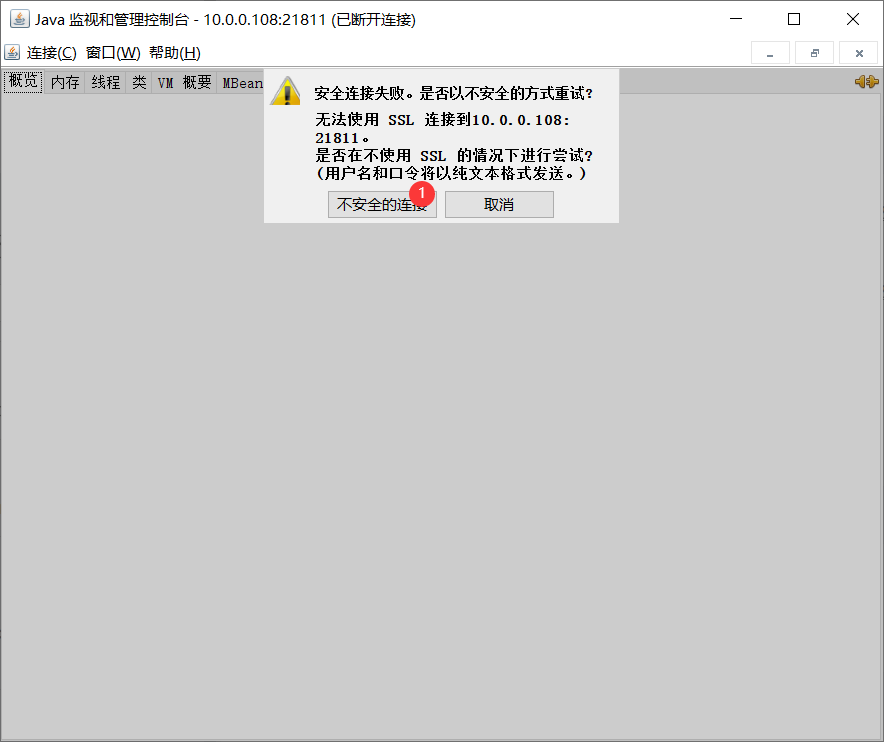 Java 监视和管理控制台 - 10.0.0.108:21811 (已断开连接)
连接(C) 窗口(W) 帮助(H)
概览 内存 线程 类 VM 概要 MBean
安全连接失败。是否以不安全的方式重试?
无法使用 SSL 连接到10.0.0.108:
21811。
是否在不使用 SSL 的情况下进行尝试?
(用户名和口令将以纯文本格式发送。)
1
不安全的连接 取消